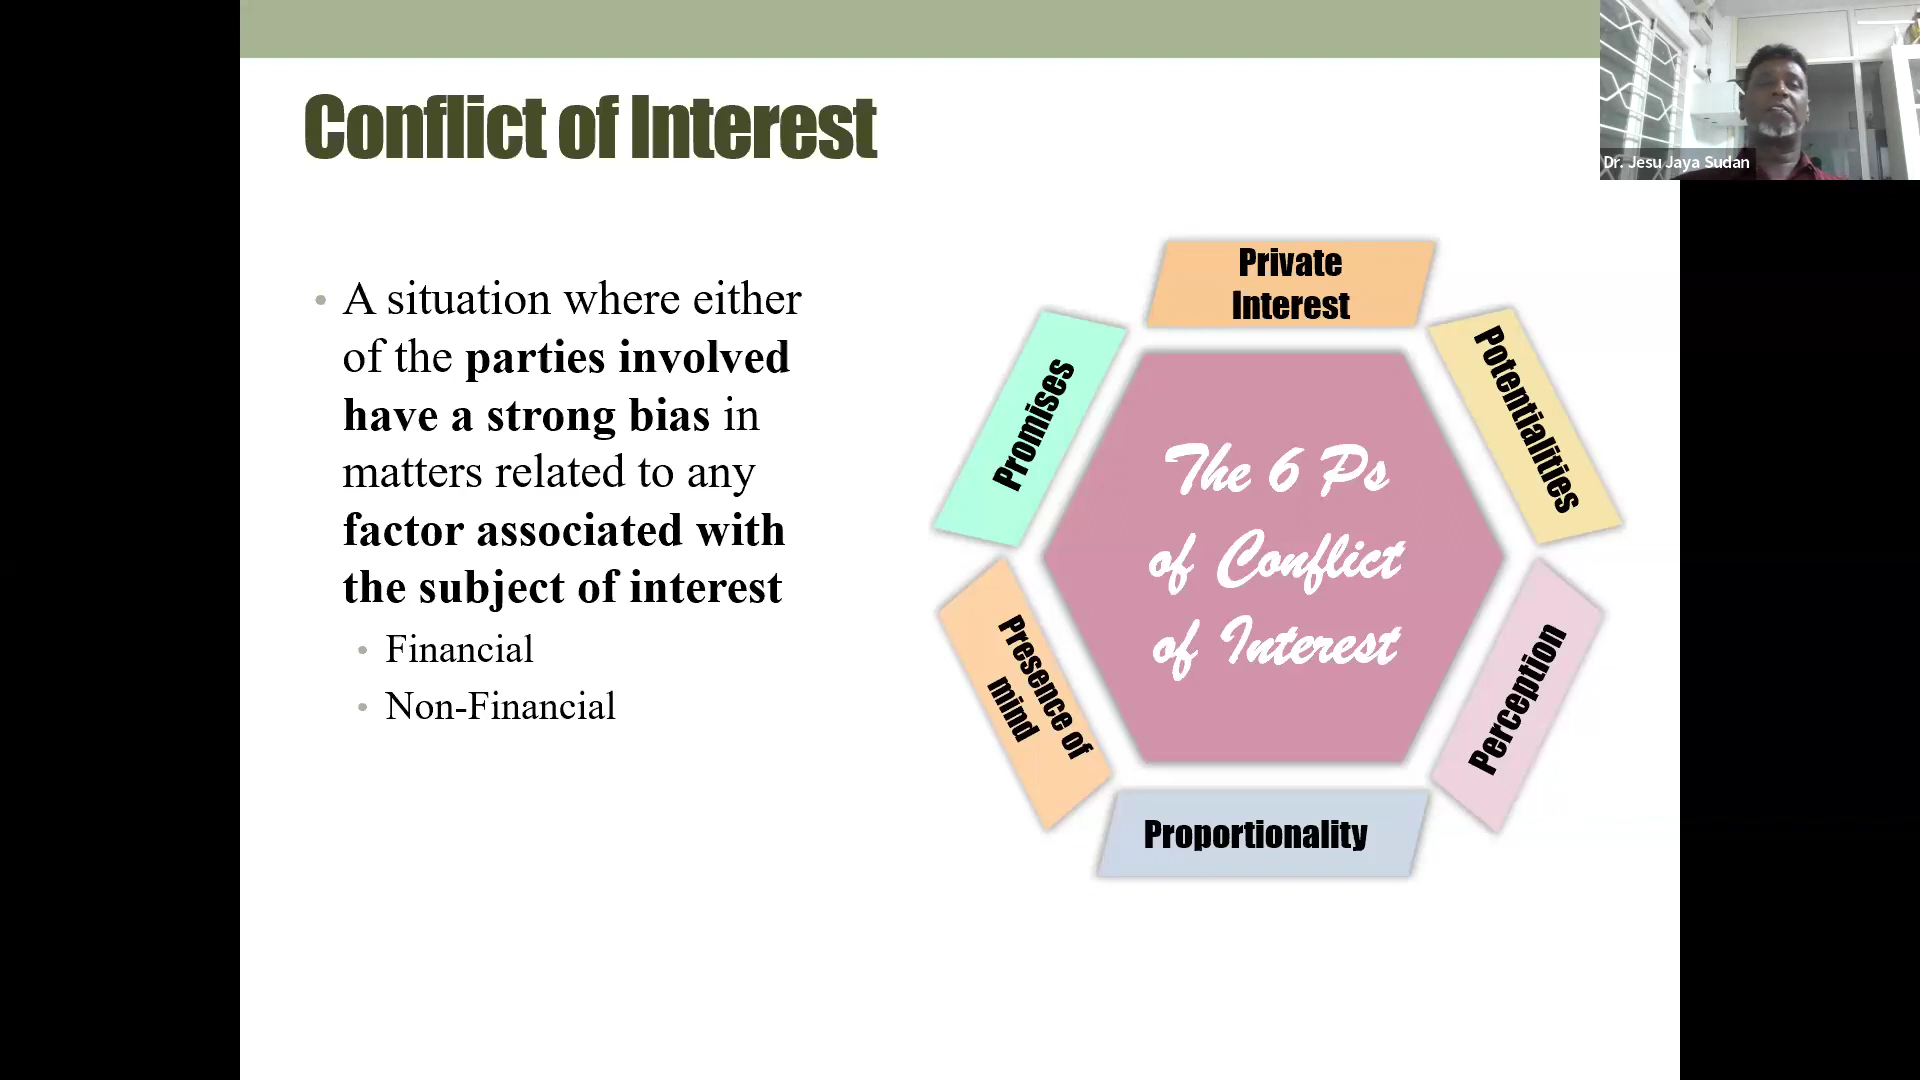 Conflict of Interest
• A situation where either
of the parties involved
have a strong bias in
matters related to any
factor associated with
the subject of interest
• Financial
• Non-Financial
Private
Interest
Potentialities
Perception
Proportionality
Presence of
mind
Promises
The 6 Ps
of Conflict
of Interest
Dr. Jesu Jaya Sudan